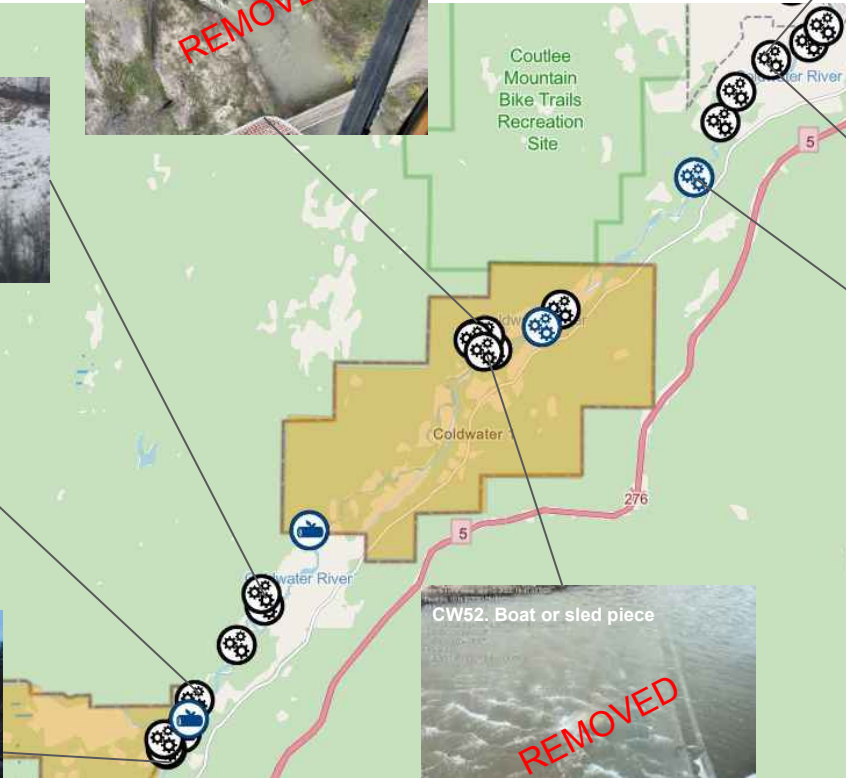 REMOVED
Coutlee
Mountain
Bike Trails
Recreation
Site
Coldwater River
5
Coldwater 1
276
5
Coldwater River
CW52. Boat or sled piece
REMOVED